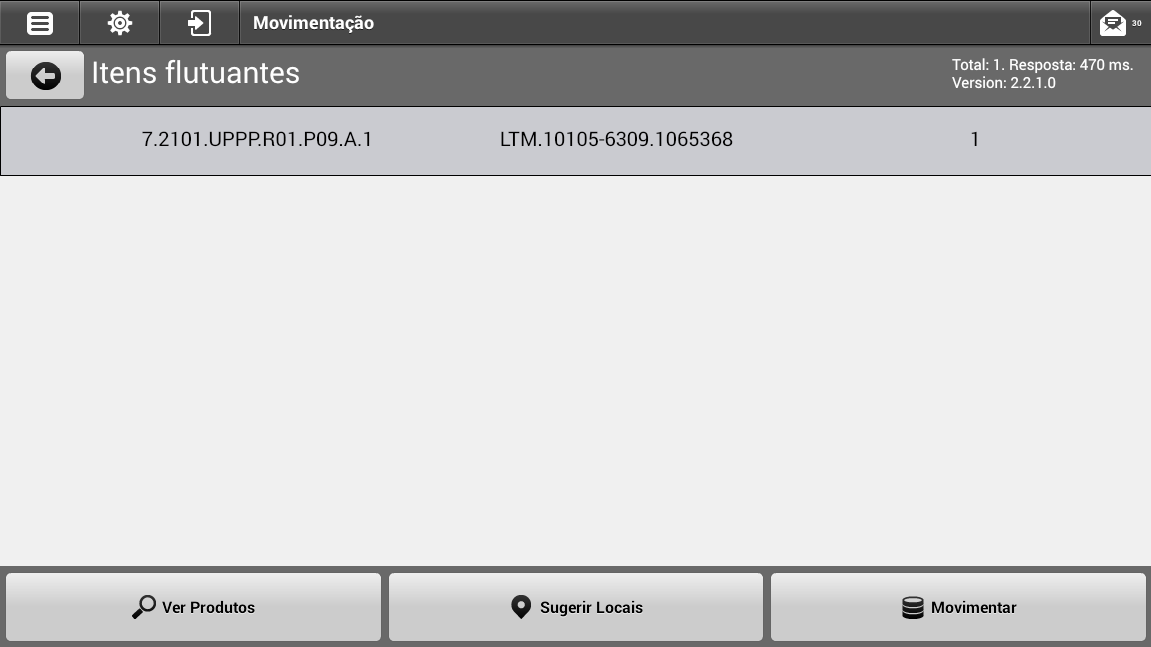 Movimentação
30
Itens flutuantes
Total: 1. Resposta: 470 ms.
Version: 2.2.1.0
7.2101.UPPP.R01.P09.A.1 LTM.10105-6309.1065368 1
Ver Produtos Sugerir Locais Movimentar